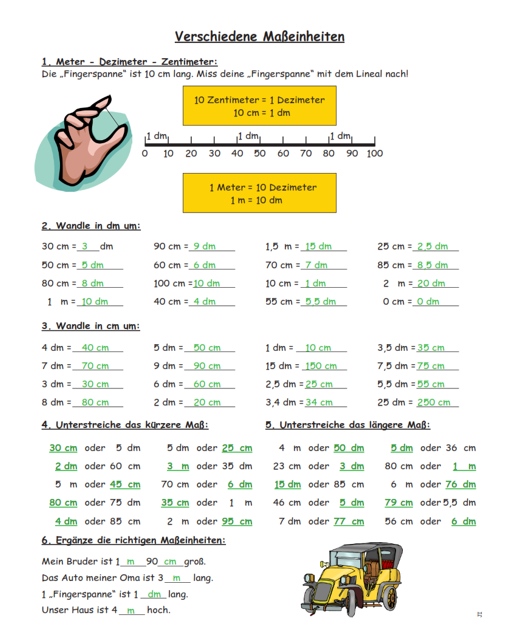 Verschiedene Maßeinheiten
1. Meter - Dezimeter - Zentimeter:
Die „Fingerspanne“ ist 10 cm lang. Miss deine „Fingerspanne“ mit dem Lineal nach!
10 Zentimeter = 1 Dezimeter
10 cm = 1 dm
1 dm 1 dm 1 dm
0 10 20 30 40 50 60 70 80 90 100
1 Meter = 10 Dezimeter
1 m = 10 dm
2. Wandle in dm um:
30 cm = 3 dm 90 cm = 9 dm 1,5 m = 15 dm 25 cm = 2,5 dm
50 cm = 5 dm 60 cm = 6 dm 70 cm = 7 dm 85 cm = 8,5 dm
80 cm = 8 dm 100 cm = 10 dm 10 cm = 1 dm 2 m = 20 dm
1 m = 10 dm 40 cm = 4 dm 55 cm = 5,5 dm 0 cm = 0 dm
3. Wandle in cm um:
4 dm = 40 cm 5 dm = 50 cm 1 dm = 10 cm 3,5 dm = 35 cm
7 dm = 70 cm 9 dm = 90 cm 15 dm = 150 cm 7,5 dm = 75 cm
3 dm = 30 cm 6 dm = 60 cm 2,5 dm = 25 cm 5,5 dm = 55 cm
8 dm = 80 cm 2 dm = 20 cm 3,4 dm = 34 cm 25 dm = 250 cm
4. Unterstreiche das kürzere Maß: 5. Unterstreiche das längere Maß:
30 cm oder 5 dm 5 dm oder 25 cm 4 m oder 50 dm 5 dm oder 36 cm
2 dm oder 60 cm 3 m oder 35 dm 23 cm oder 3 dm 80 cm oder 1 m
5 m oder 45 cm 70 cm oder 6 dm 15 dm oder 85 cm 6 m oder 76 dm
80 cm oder 75 dm 35 cm oder 1 m 46 cm oder 5 dm 79 cm oder 5,5 dm
4 dm oder 85 cm 2 m oder 95 cm 7 dm oder 77 cm 56 cm oder 6 dm
6. Ergänze die richtigen Maßeinheiten:
Mein Bruder ist 1 m 90 cm groß.
Das Auto meiner Oma ist 3 m lang.
1 „Fingerspanne“ ist 1 dm lang.
Unser Haus ist 4 m hoch.